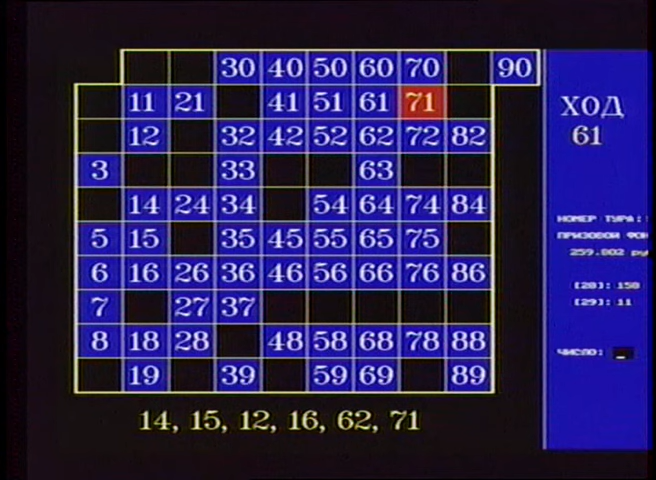 30 40 50 60 70 90
11 21 41 51 61 71
12 32 42 52 62 72 82
3 33 63
14 24 34 54 64 74 84
5 15 35 45 55 65 75
6 16 26 36 46 56 66 76 86
7 27 37
8 18 28 48 58 68 78 88
19 39 59 69 89
14, 15, 12, 16, 62, 71
ХОД
61
НОМЕР ТУРА:
ПРИЗОВОЙ ФОН
259.802 ру
[28]: 158
[29]: 11
ЧИСЛО: _